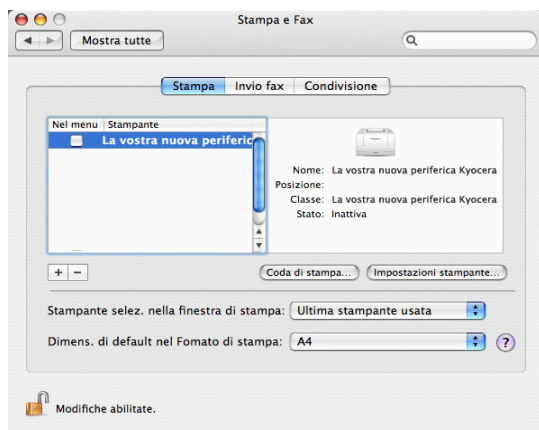 Stampa e Fax
Mostra tutte
Stampa Invio fax Condivisione
Nel menu Stampante
La vostra nuova periferic
Nome: La vostra nuova periferica Kyocera
Posizione:
Classe: La vostra nuova periferica Kyocera
Stato: Inattiva
+ −
Coda di stampa... Impostazioni stampante...
Stampante selez. nella finestra di stampa: Ultima stampante usata
Dimens. di default nel Fomato di stampa: A4 ?
Modifiche abilitate.